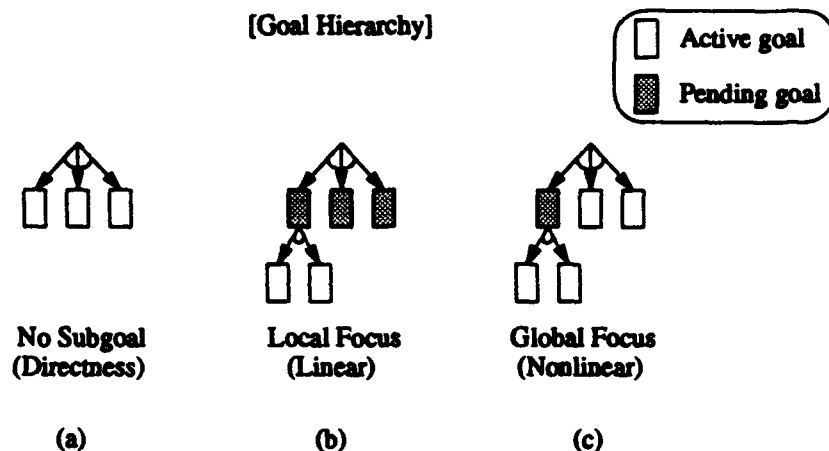 [Goal Hierarchy]
Active goal
Pending goal
No Subgoal
(Directness)
Local Focus
(Linear)
Global Focus
(Nonlinear)
(a)
(b)
(c)